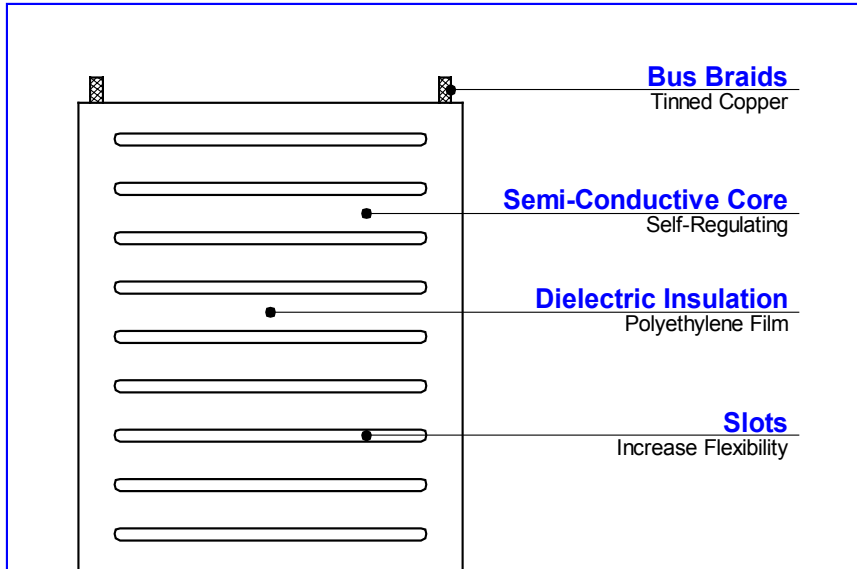 Bus Braids
Tinned Copper
Semi-Conductive Core
Self-Regulating
Dielectric Insulation
Polyethylene Film
Slots
Increase Flexibility